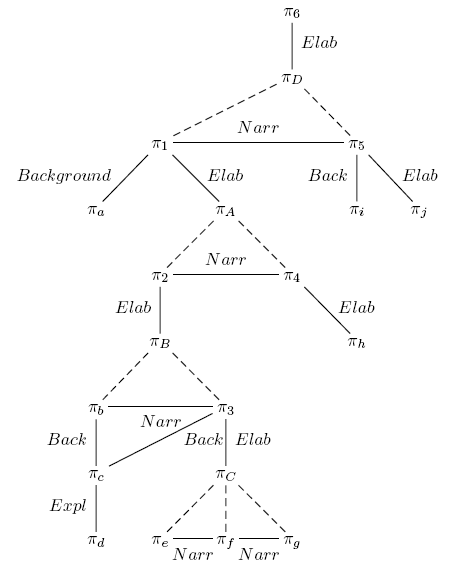 π6
Elab
πD
Narr
π1 π5
Background Elab Back Elab
πa πA πi πj
Narr
π2 π4
Elab Elab
πB πh
πb π3
Narr
Back Back Elab
πc πC
Expl
πd πe πf πg
Narr Narr